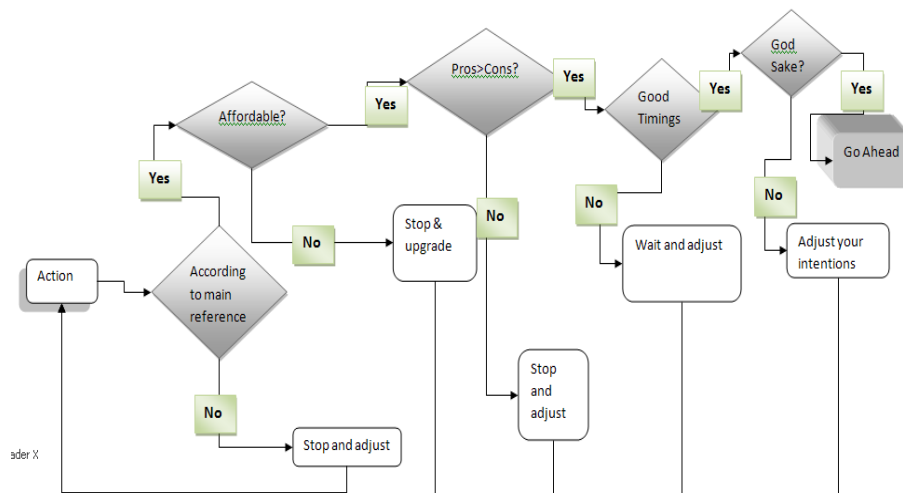 God
Sake?
Pros>Cons?
Yes
Yes
Good
Timings
Yes
Yes
Affordable?
Go Ahead
Yes
No
No
No
Stop &
upgrade
No
Wait and adjust
Adjust your
intentions
Action
According
to main
reference
Stop
and
adjust
No
Stop and adjust
ader X